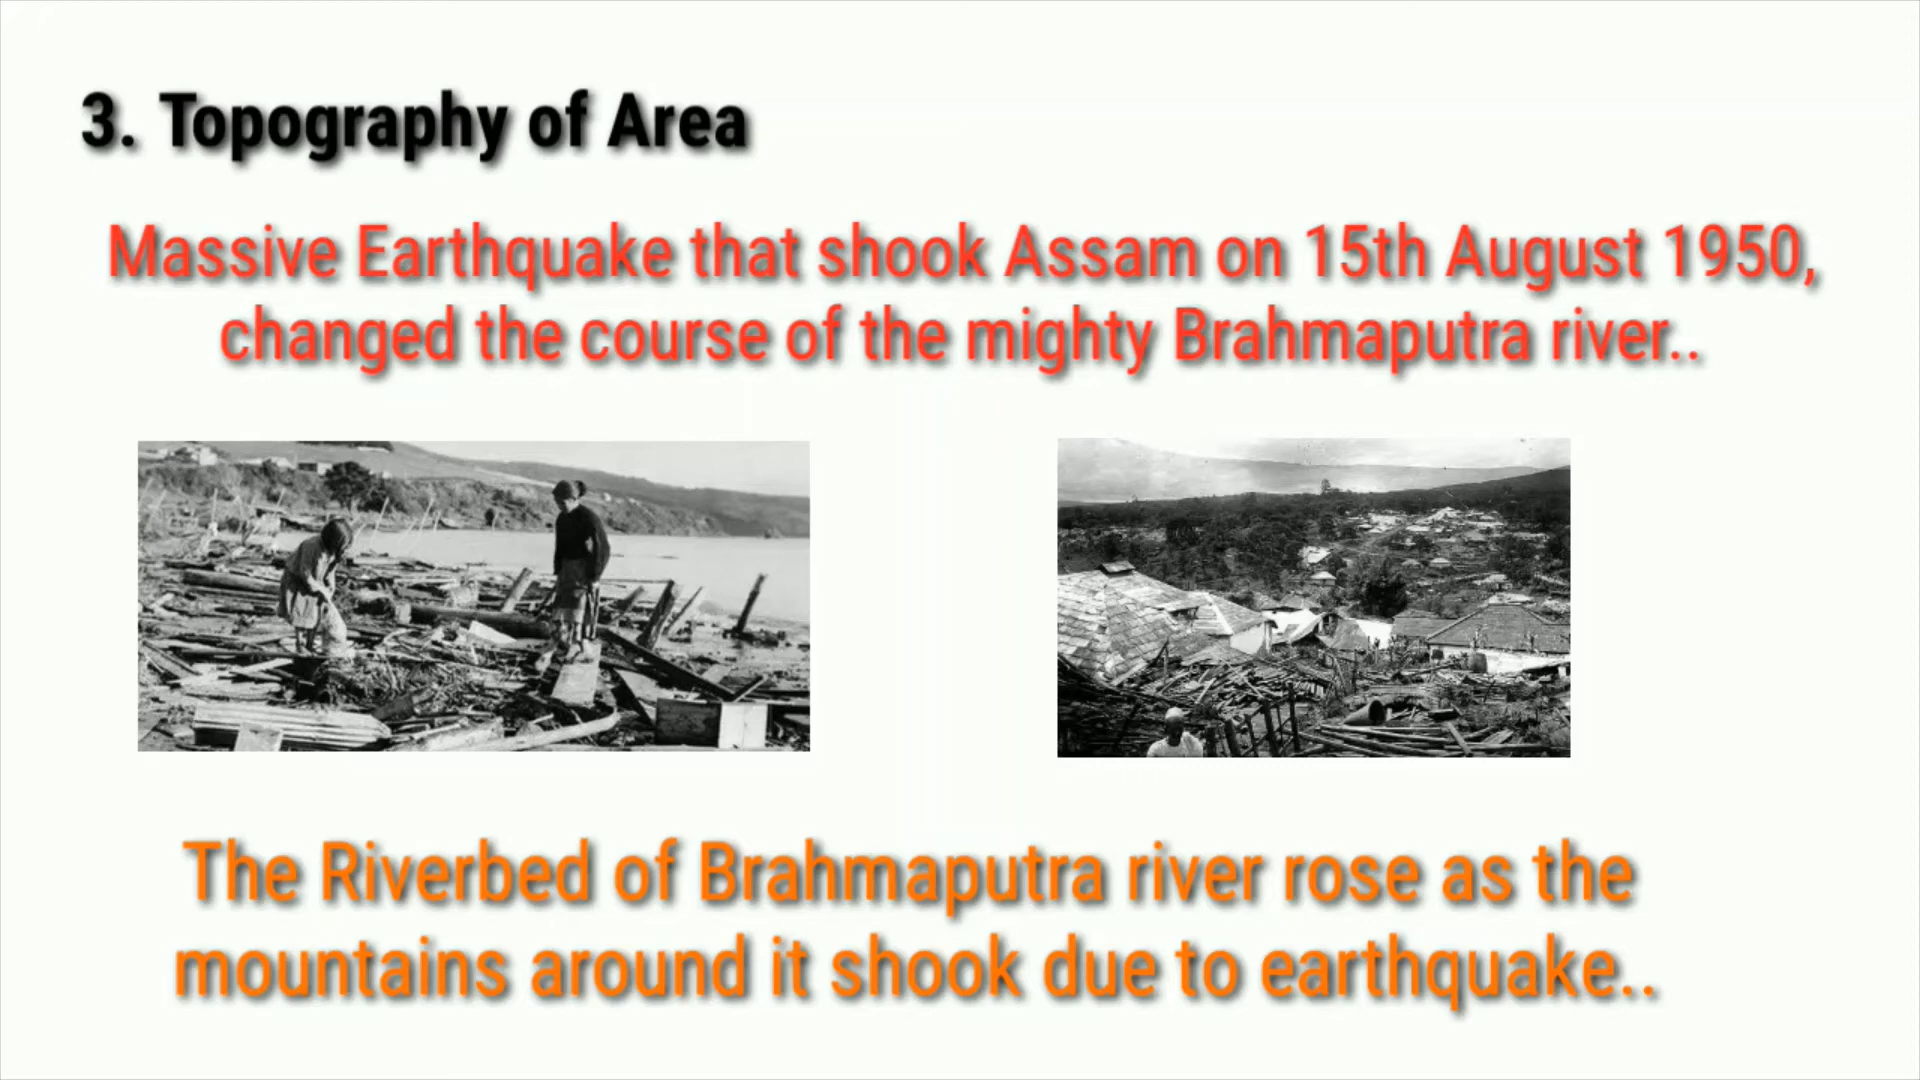 3. Topography of Area
Massive Earthquake that shook Assam on 15th August 1950,
changed the course of the mighty Brahmaputra river..
The Riverbed of Brahmaputra river rose as the
mountains around it shook due to earthquake..